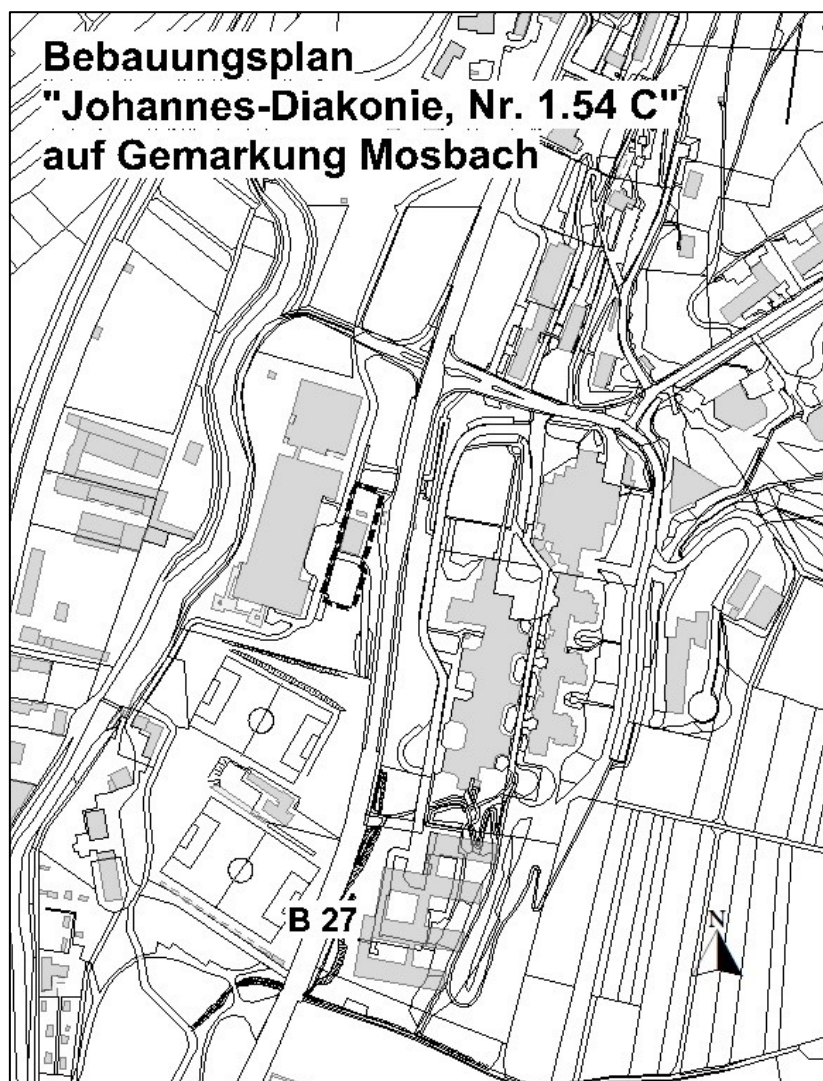 Bebauungsplan
"Johannes-Diakonie, Nr. 1.54 C"
auf Gemarkung Mosbach
B 27
N